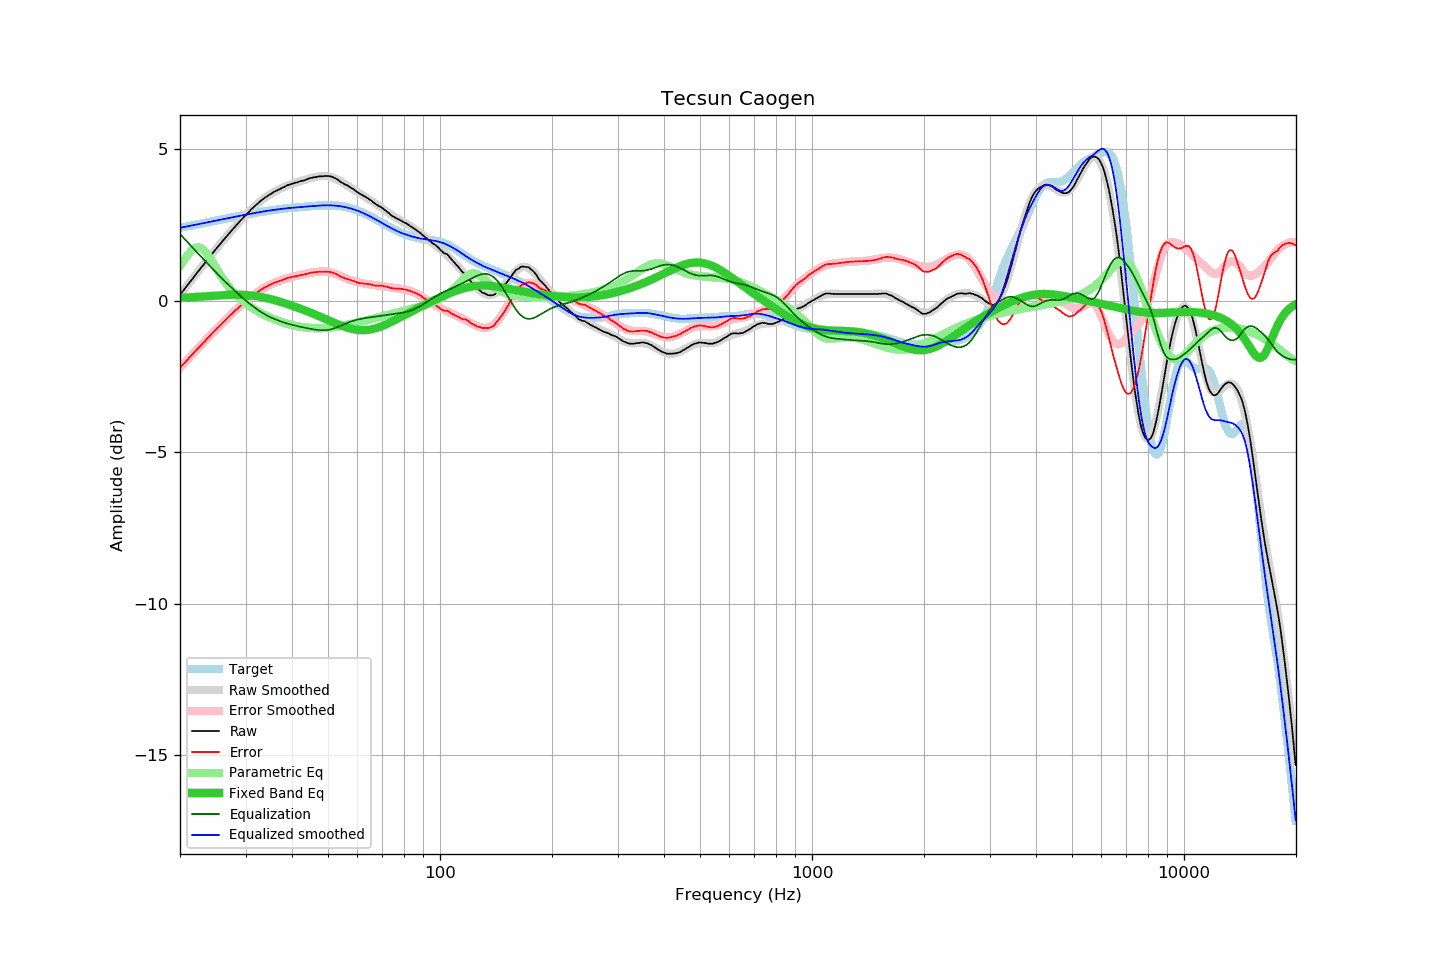 Tecsun Caogen
5
0
−5
−10
−15
Amplitude (dBr)
Target
Raw Smoothed
Error Smoothed
Raw
Error
Parametric Eq
Fixed Band Eq
Equalization
Equalized smoothed
100
1000
10000
Frequency (Hz)